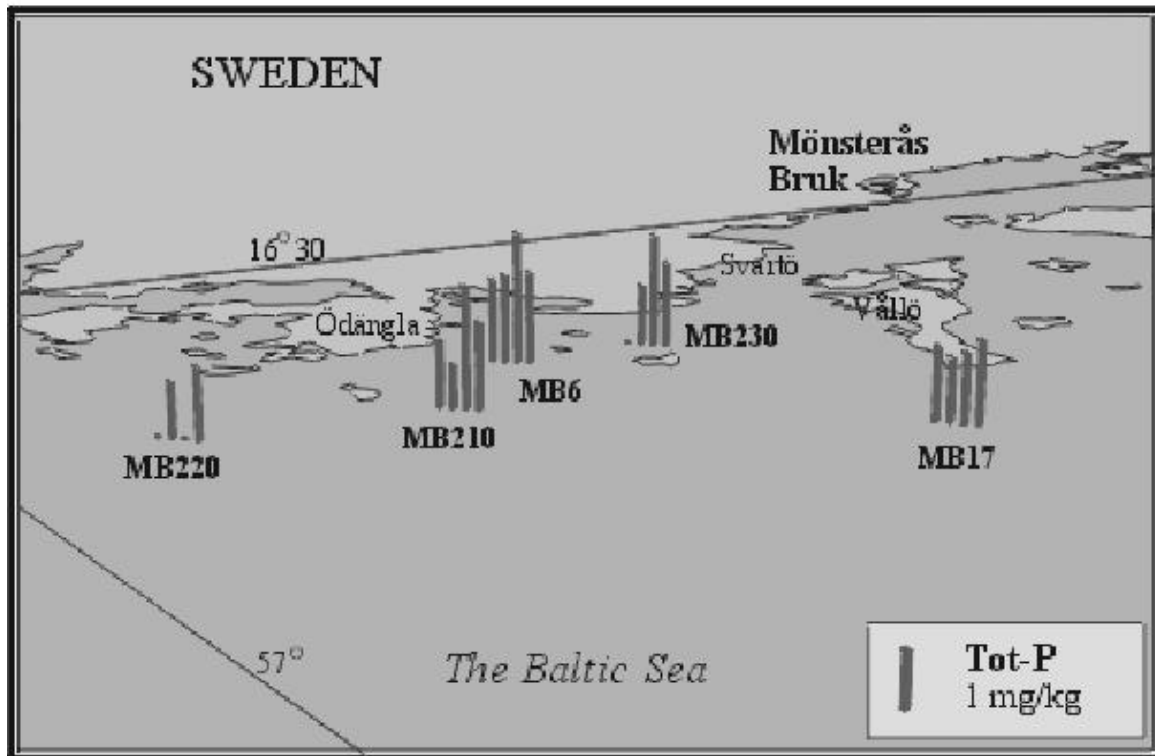 SWEDEN
Mönsterås
Bruk
16° 30
Svartö
Ödängla
Vållö
MB230
MB6
MB210
MB220
MB17
57°
The Baltic Sea
Tot-P
1 mg/kg